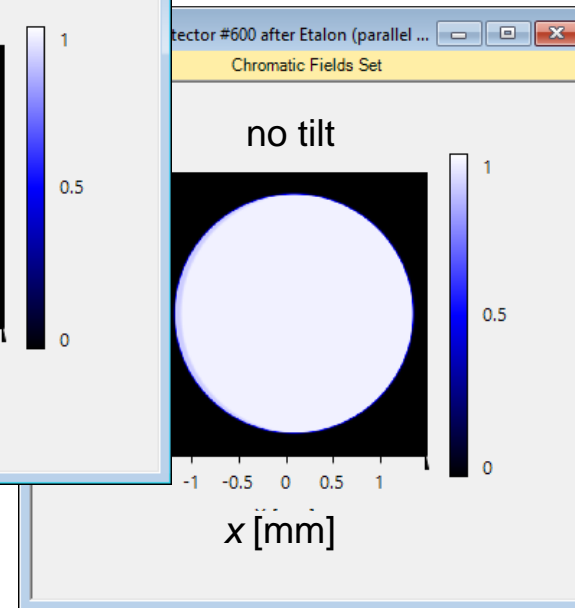 1
0.5
0
tector #600 after Etalon (parallel ...
Chromatic Fields Set
no tilt
1
0.5
0
-1 -0.5 0 0.5 1
x [mm]